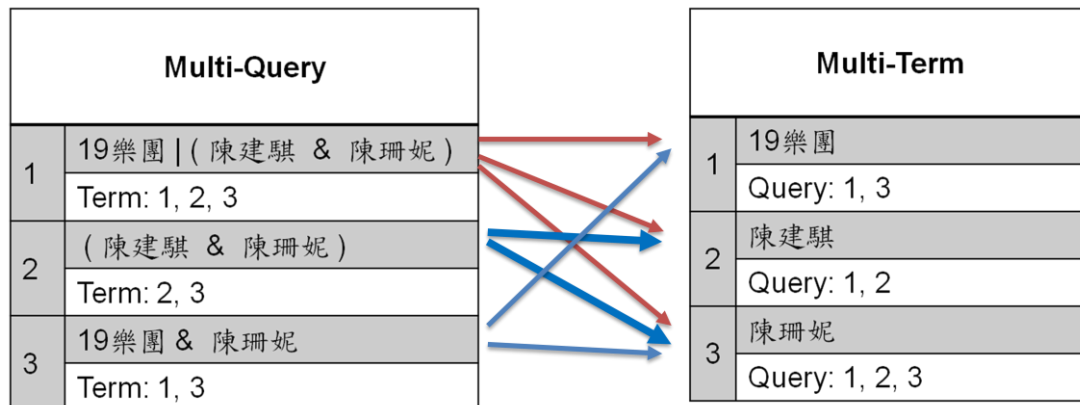 Multi-Query
1
19樂團 | ( 陳建騏 & 陳珊妮 )
Term: 1, 2, 3
2
( 陳建騏 & 陳珊妮 )
Term: 2, 3
3
19樂團 & 陳珊妮
Term: 1, 3
Multi-Term
1
19樂團
Query: 1, 3
2
陳建騏
Query: 1, 2
3
陳珊妮
Query: 1, 2, 3